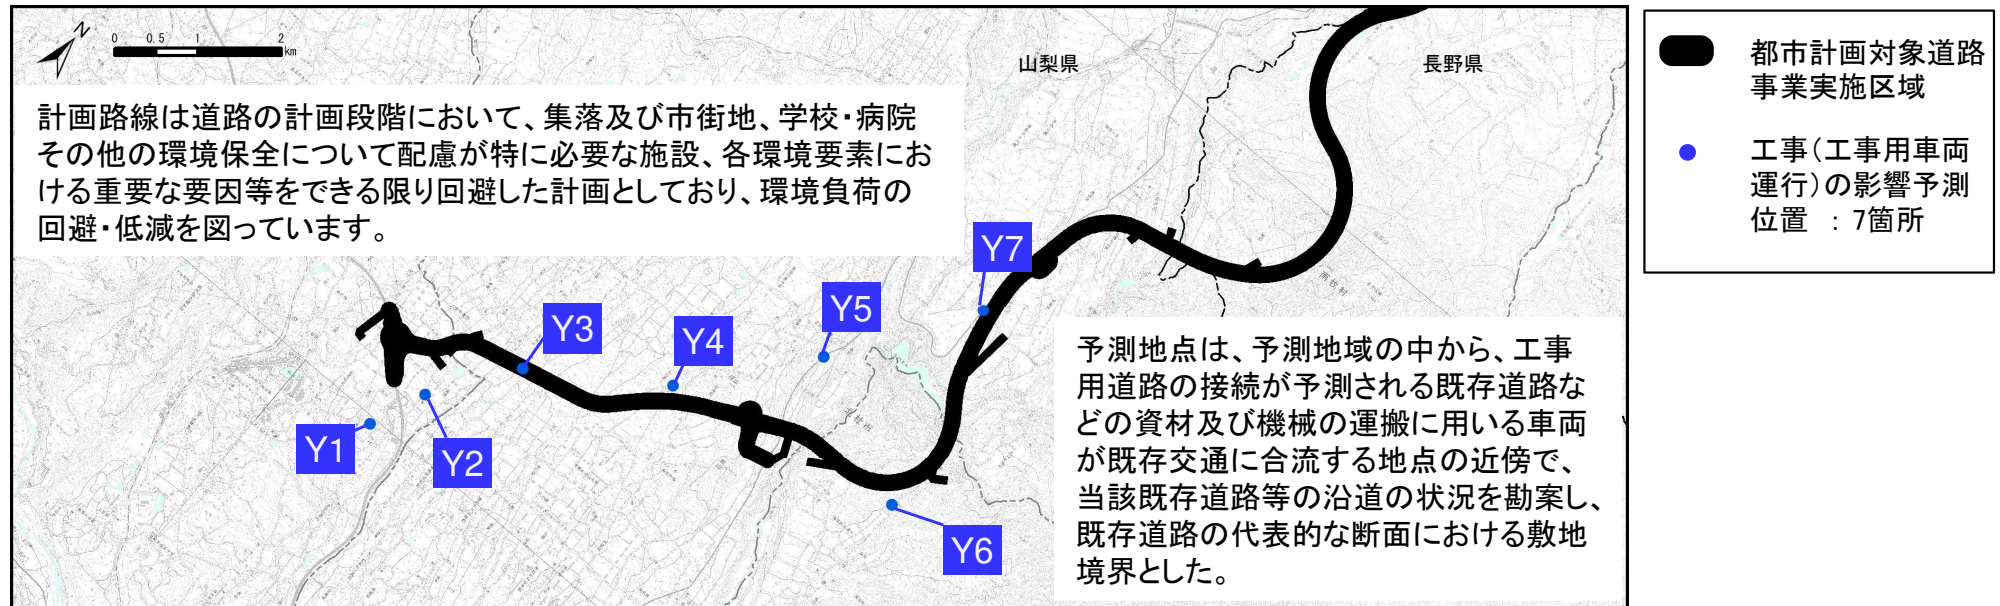 N
0 0.5 1 2
km
山梨県
長野県
計画路線は道路の計画段階において、集落及び市街地、学校・病院
その他の環境保全について配慮が特に必要な施設、各環境要素にお
ける重要な要因等をできる限り回避した計画としており、環境負荷の
回避・低減を図っています。
Y1
Y2
Y3
Y4
Y5
Y6
Y7
予測地点は、予測地域の中から、工事
用道路の接続が予測される既存道路な
どの資材及び機械の運搬に用いる車両
が既存交通に合流する地点の近傍で、
当該既存道路等の沿道の状況を勘案し、
既存道路の代表的な断面における敷地
境界とした。
都市計画対象道路
事業実施区域
工事（工事用車両
運行）の影響予測
位置 ：7箇所